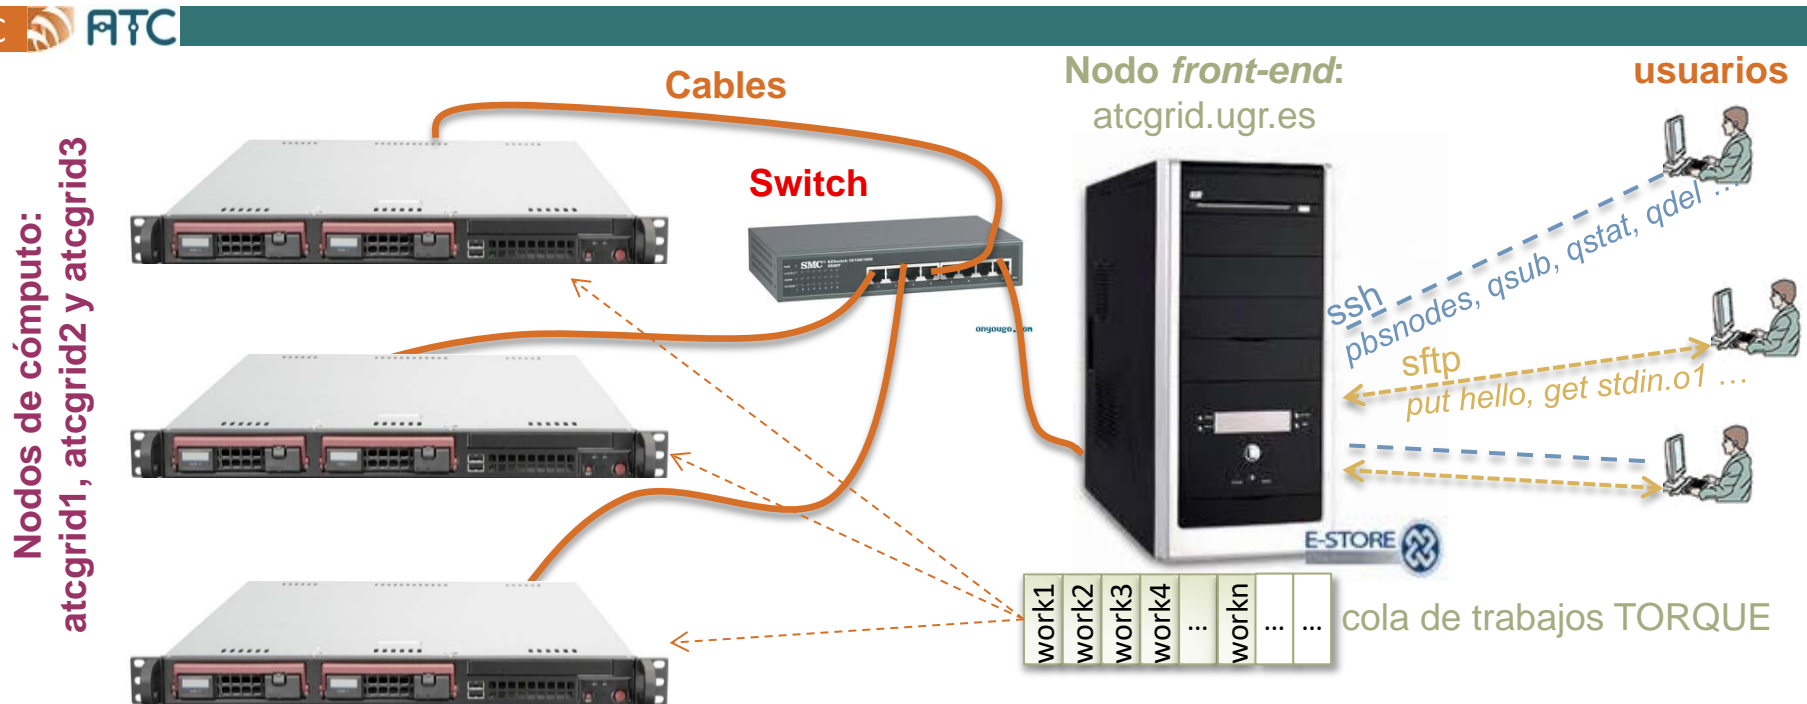 C
ATC
Cables
Nodo front-end:
atcgrid.ugr.es
usuarios
Switch
Nodos de cómputo:
atcgrid1, atcgrid2 y atcgrid3
SMC
onyougo.com
ssh
pbsnodes, qsub, qstat, qdel ...
sftp
put hello, get stdin.o1 ...
E-STORE
work1
work2
work3
work4
...
workn
...
...
cola de trabajos TORQUE